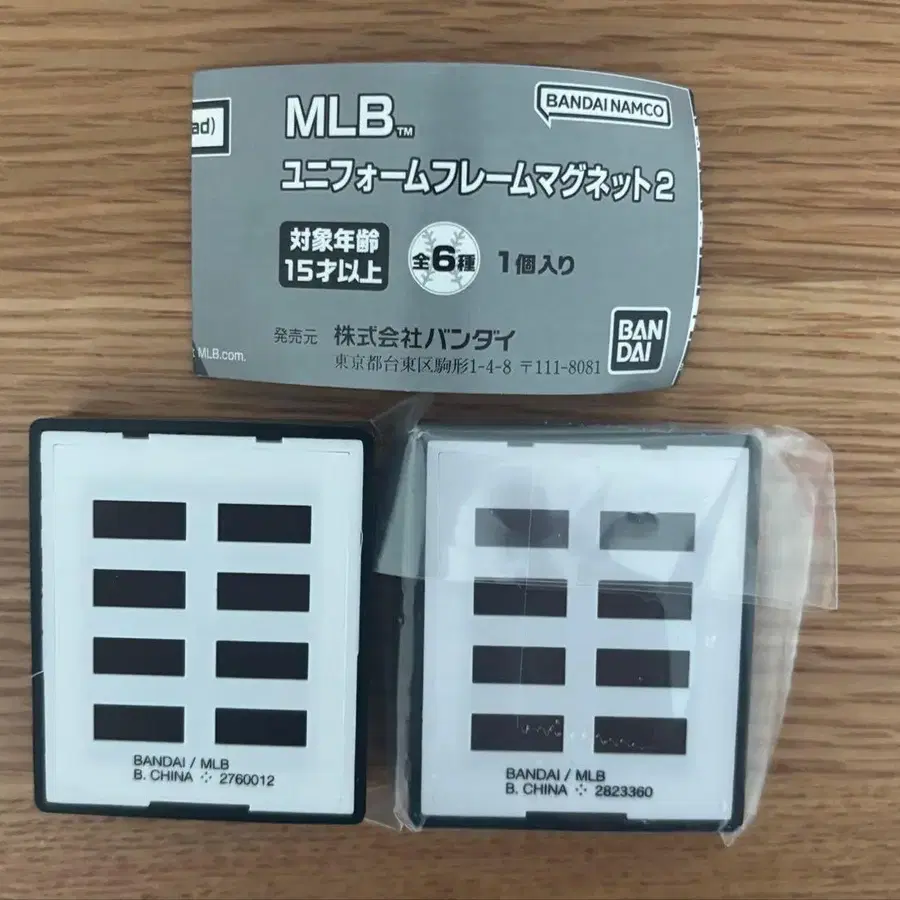 ad)
MLB™
BANDAI NAMCO
ユニフォームフレームマグネット2
対象年齢
15才以上
全6種
1個入り
発売元 株式会社バンダイ
東京都台東区駒形1-4-8 〒111-8081
BAN
DAI
MLB.com.
BANDAI / MLB
B. CHINA 2760012
BANDAI / MLB
B. CHINA 2823360